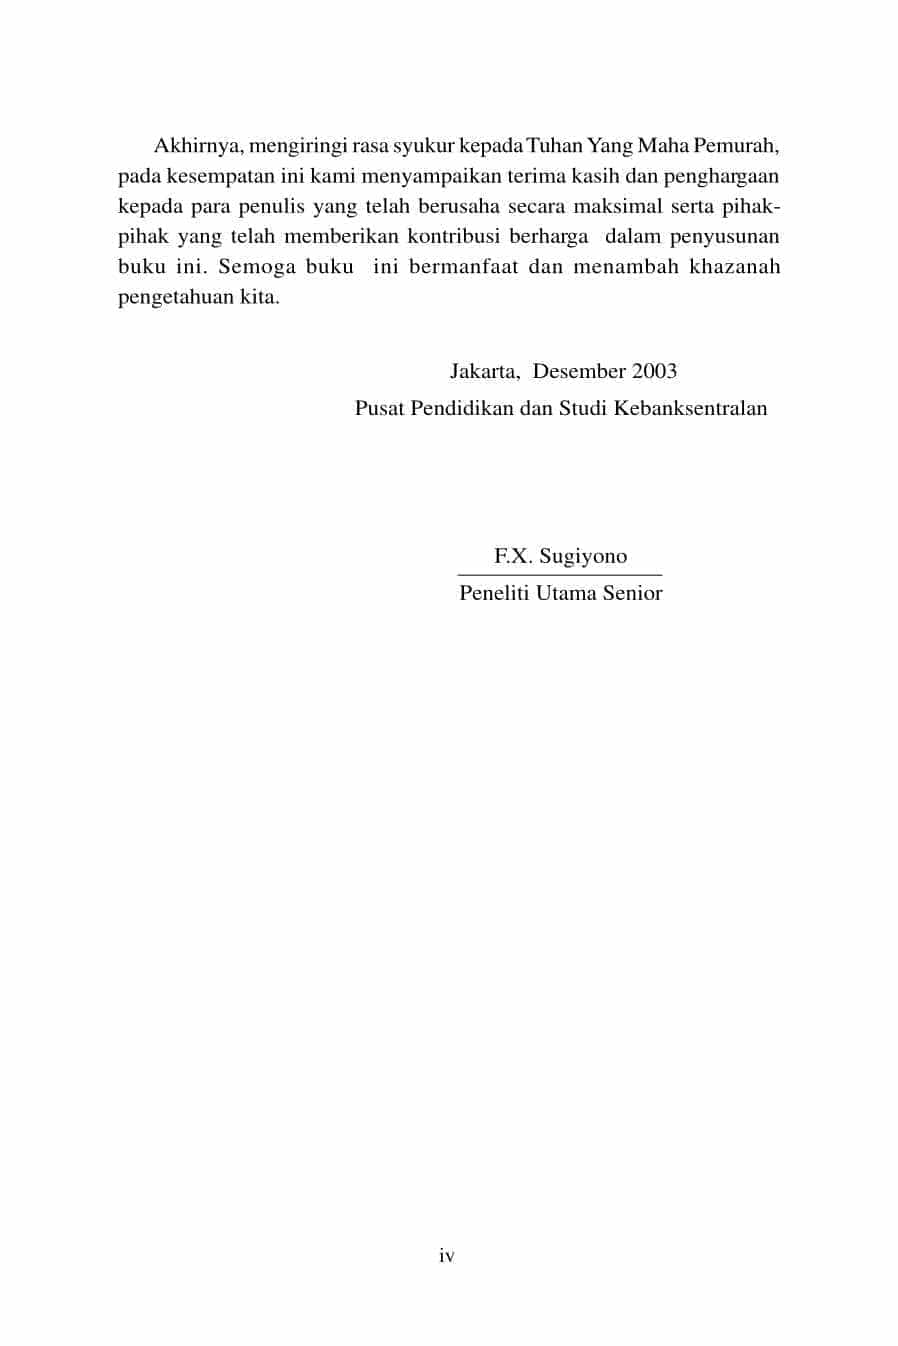 Akhirnya, mengiringi rasa syukur kepada Tuhan Yang Maha Pemurah,
pada kesempatan ini kami menyampaikan terima kasih dan penghargaan
kepada para penulis yang telah berusaha secara maksimal serta pihak-
pihak yang telah memberikan kontribusi berharga dalam penyusunan
buku ini. Semoga buku ini bermanfaat dan menambah khazanah
pengetahuan kita.
Jakarta, Desember 2003
Pusat Pendidikan dan Studi Kebanksentralan
F.X. Sugiyono
Peneliti Utama Senior
iv